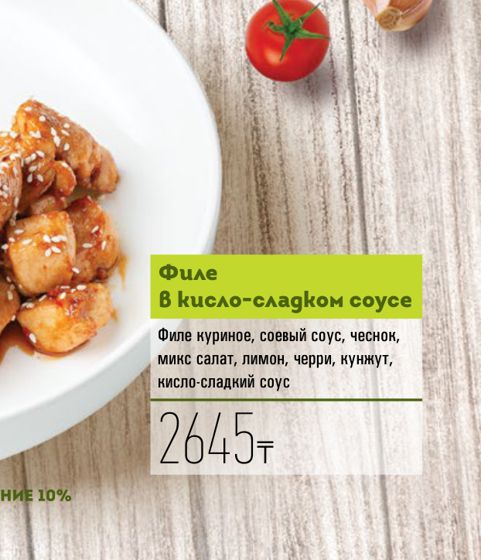 Филе
в кисло-сладком соусе
Филе куриное, соевый соус, чеснок,
микс салат, лимон, черри, кунжут,
кисло-сладкий соус
2645₸
НИЕ 10%